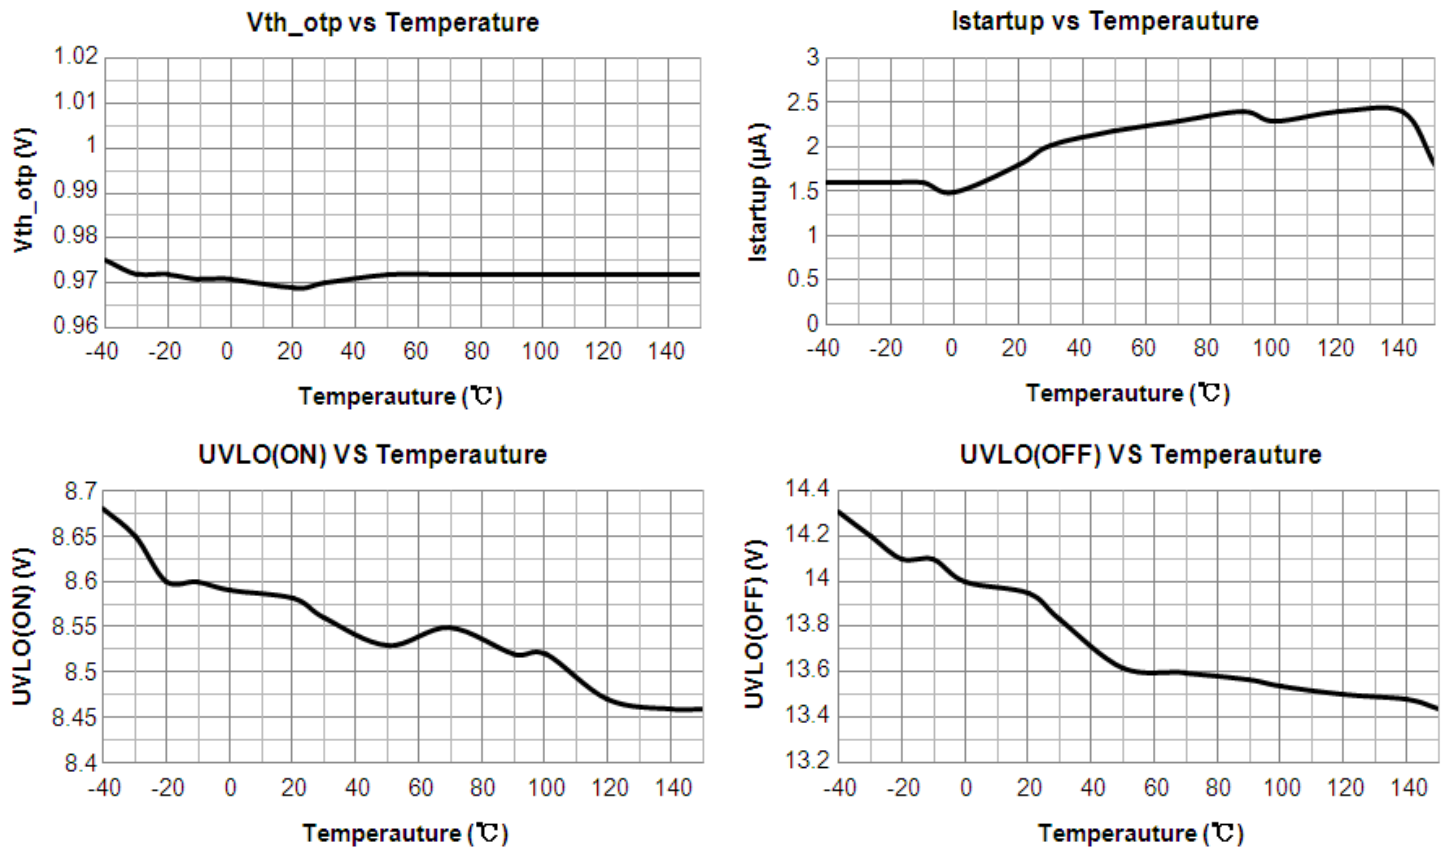 Vth_otp vs Temperature
1.02
1.01
1
0.99
0.98
0.97
0.96
Vth_otp (V)
-40 -20 0 20 40 60 80 100 120 140
Temperauture (℃)
Istartup vs Temperauture
3
2.5
2
1.5
1
0.5
0
Istartup (μA)
-40 -20 0 20 40 60 80 100 120 140
Temperauture (℃)
UVLO(ON) VS Temperauture
8.7
8.65
8.6
8.55
8.5
8.45
8.4
UVLO(ON) (V)
-40 -20 0 20 40 60 80 100 120 140
Temperauture (℃)
UVLO(OFF) VS Temperauture
14.4
14.2
14
13.8
13.6
13.4
13.2
UVLO(OFF) (V)
-40 -20 0 20 40 60 80 100 120 140
Temperauture (℃)